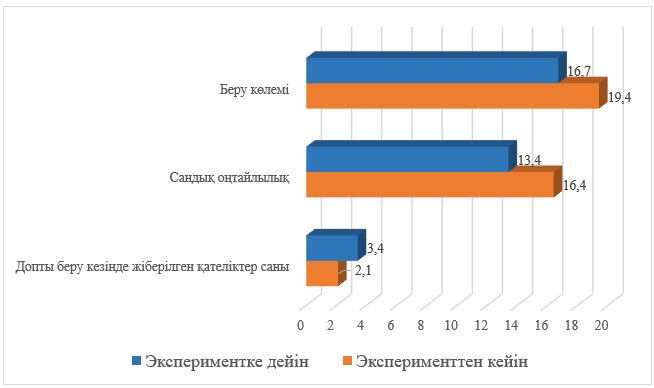 Беру көлемі
16,7
19,4
Сандық оңтайлылық
13,4
16,4
Допты беру кезінде жіберілген қателіктер саны
3,4
2,1
0 2 4 6 8 10 12 14 16 18 20
Экспериментке дейін Эксперименттен кейін